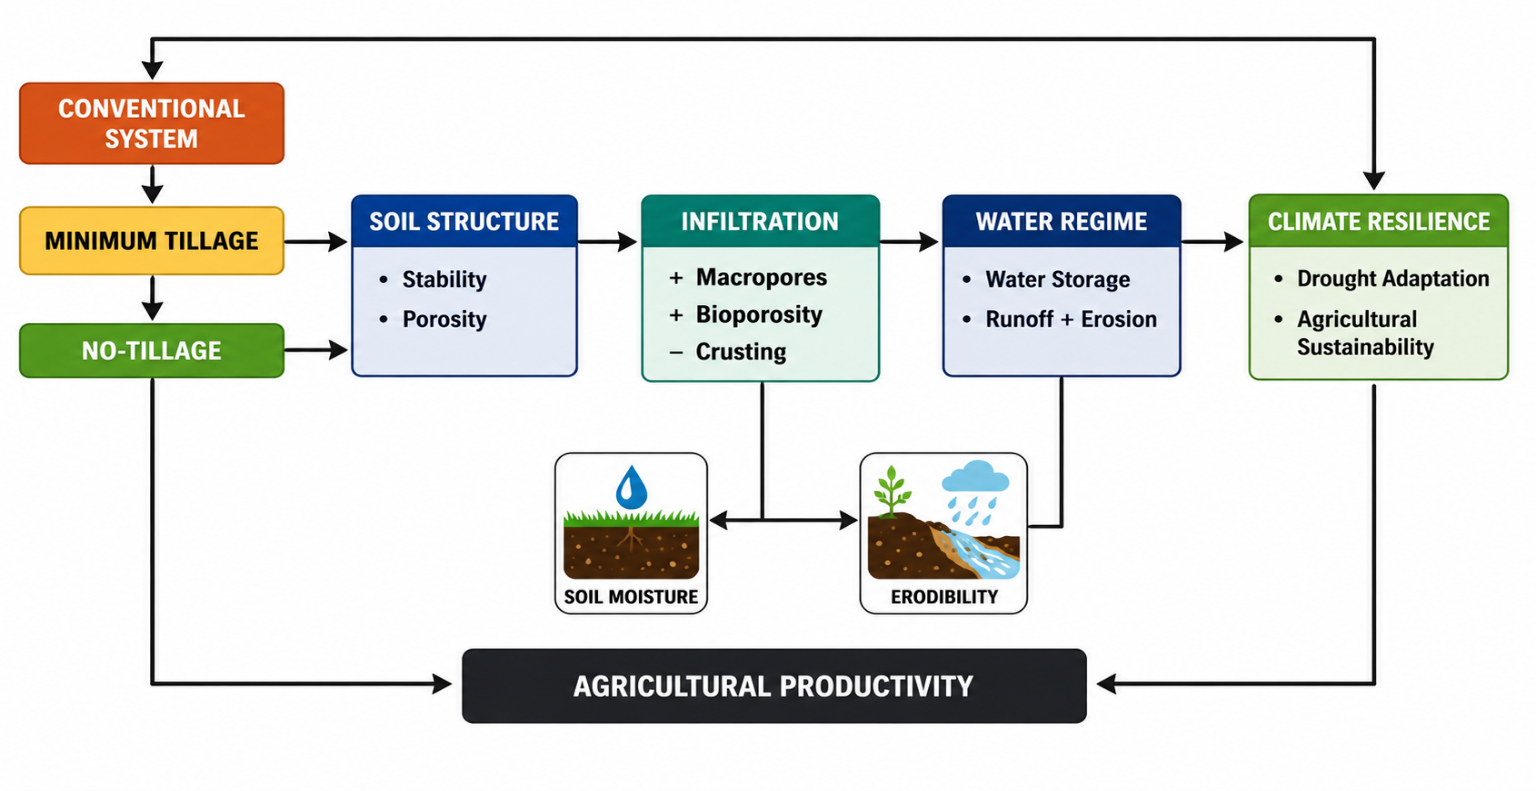 CONVENTIONAL
SYSTEM
MINIMUM TILLAGE
NO-TILLAGE
SOIL STRUCTURE
• Stability
• Porosity
INFILTRATION
+ Macropores
+ Bioporosity
– Crusting
WATER REGIME
• Water Storage
• Runoff + Erosion
CLIMATE RESILIENCE
• Drought Adaptation
• Agricultural
Sustainability
SOIL MOISTURE
ERODIBILITY
AGRICULTURAL PRODUCTIVITY